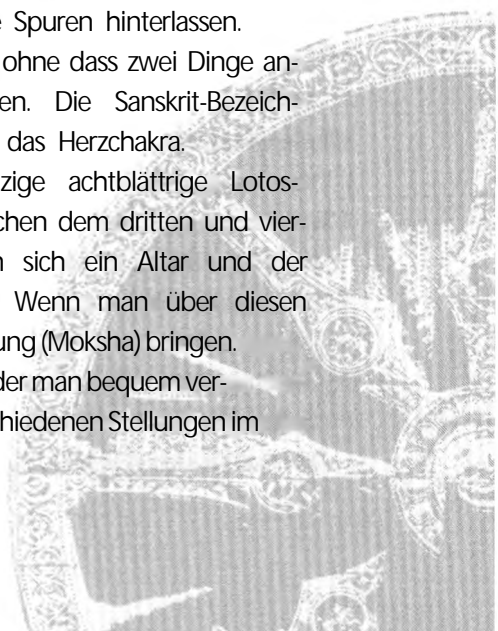 Spuren hinterlassen.
ohne dass zwei Dinge an-
en. Die Sanskrit-Bezeich-
das Herzchakra.
zige achtblättrige Lotos-
chen dem dritten und vier-
sich ein Altar und der
Wenn man über diesen
ung (Moksha) bringen.
der man bequem ver-
schiedenen Stellungen im